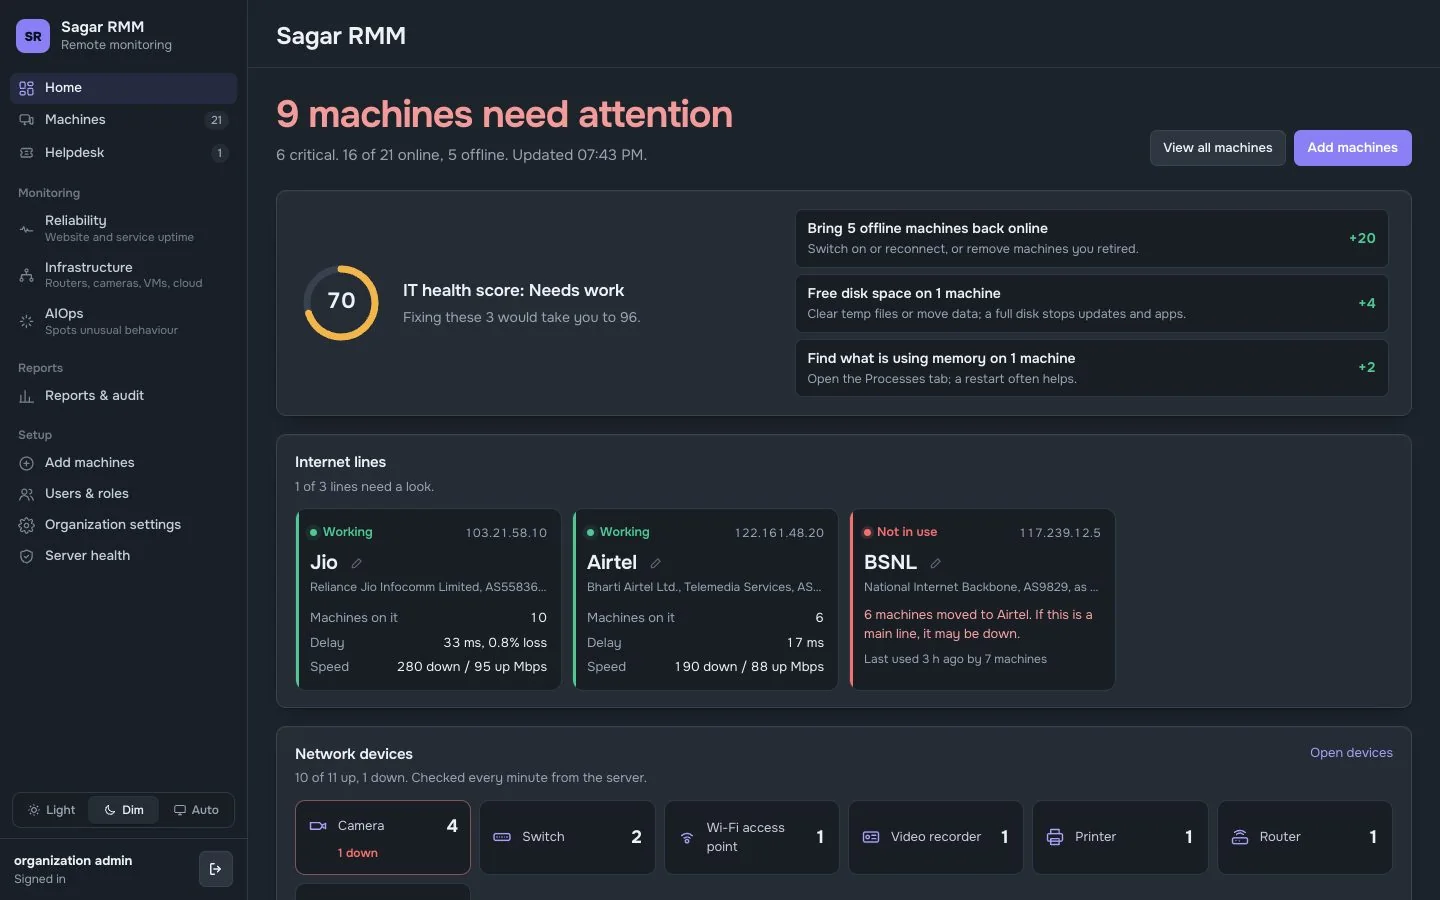 SR
Sagar RMM
Remote monitoring
Home
Machines 21
Helpdesk 1
Monitoring
Reliability
Website and service uptime
Infrastructure
Routers, cameras, VMs, cloud
AIOps
Spots unusual behaviour
Reports
Reports & audit
Setup
Add machines
Users & roles
Organization settings
Server health
Light Dim Auto
organization admin
Signed in
Sagar RMM
9 machines need attention
6 critical. 16 of 21 online, 5 offline. Updated 07:43 PM.
View all machines Add machines
70
IT health score: Needs work
Fixing these 3 would take you to 96.
Bring 5 offline machines back online
Switch on or reconnect, or remove machines you retired.
+20
Free disk space on 1 machine
Clear temp files or move data; a full disk stops updates and apps.
+4
Find what is using memory on 1 machine
Open the Processes tab; a restart often helps.
+2
Internet lines
1 of 3 lines need a look.
Working 103.21.58.10
Jio
Reliance Jio Infocomm Limited, AS55836...
Machines on it 10
Delay 33 ms, 0.8% loss
Speed 280 down / 95 up Mbps
Working 122.161.48.20
Airtel
Bharti Airtel Ltd., Telemedia Services, AS...
Machines on it 6
Delay 17 ms
Speed 190 down / 88 up Mbps
Not in use 117.239.12.5
BSNL
National Internet Backbone, AS9829, as ...
6 machines moved to Airtel. If this is a
main line, it may be down.
Last used 3 h ago by 7 machines
Network devices
Open devices
10 of 11 up, 1 down. Checked every minute from the server.
Camera 4
1 down
Switch 2
Wi-Fi access
point
1
Video recorder 1
Printer 1
Router 1